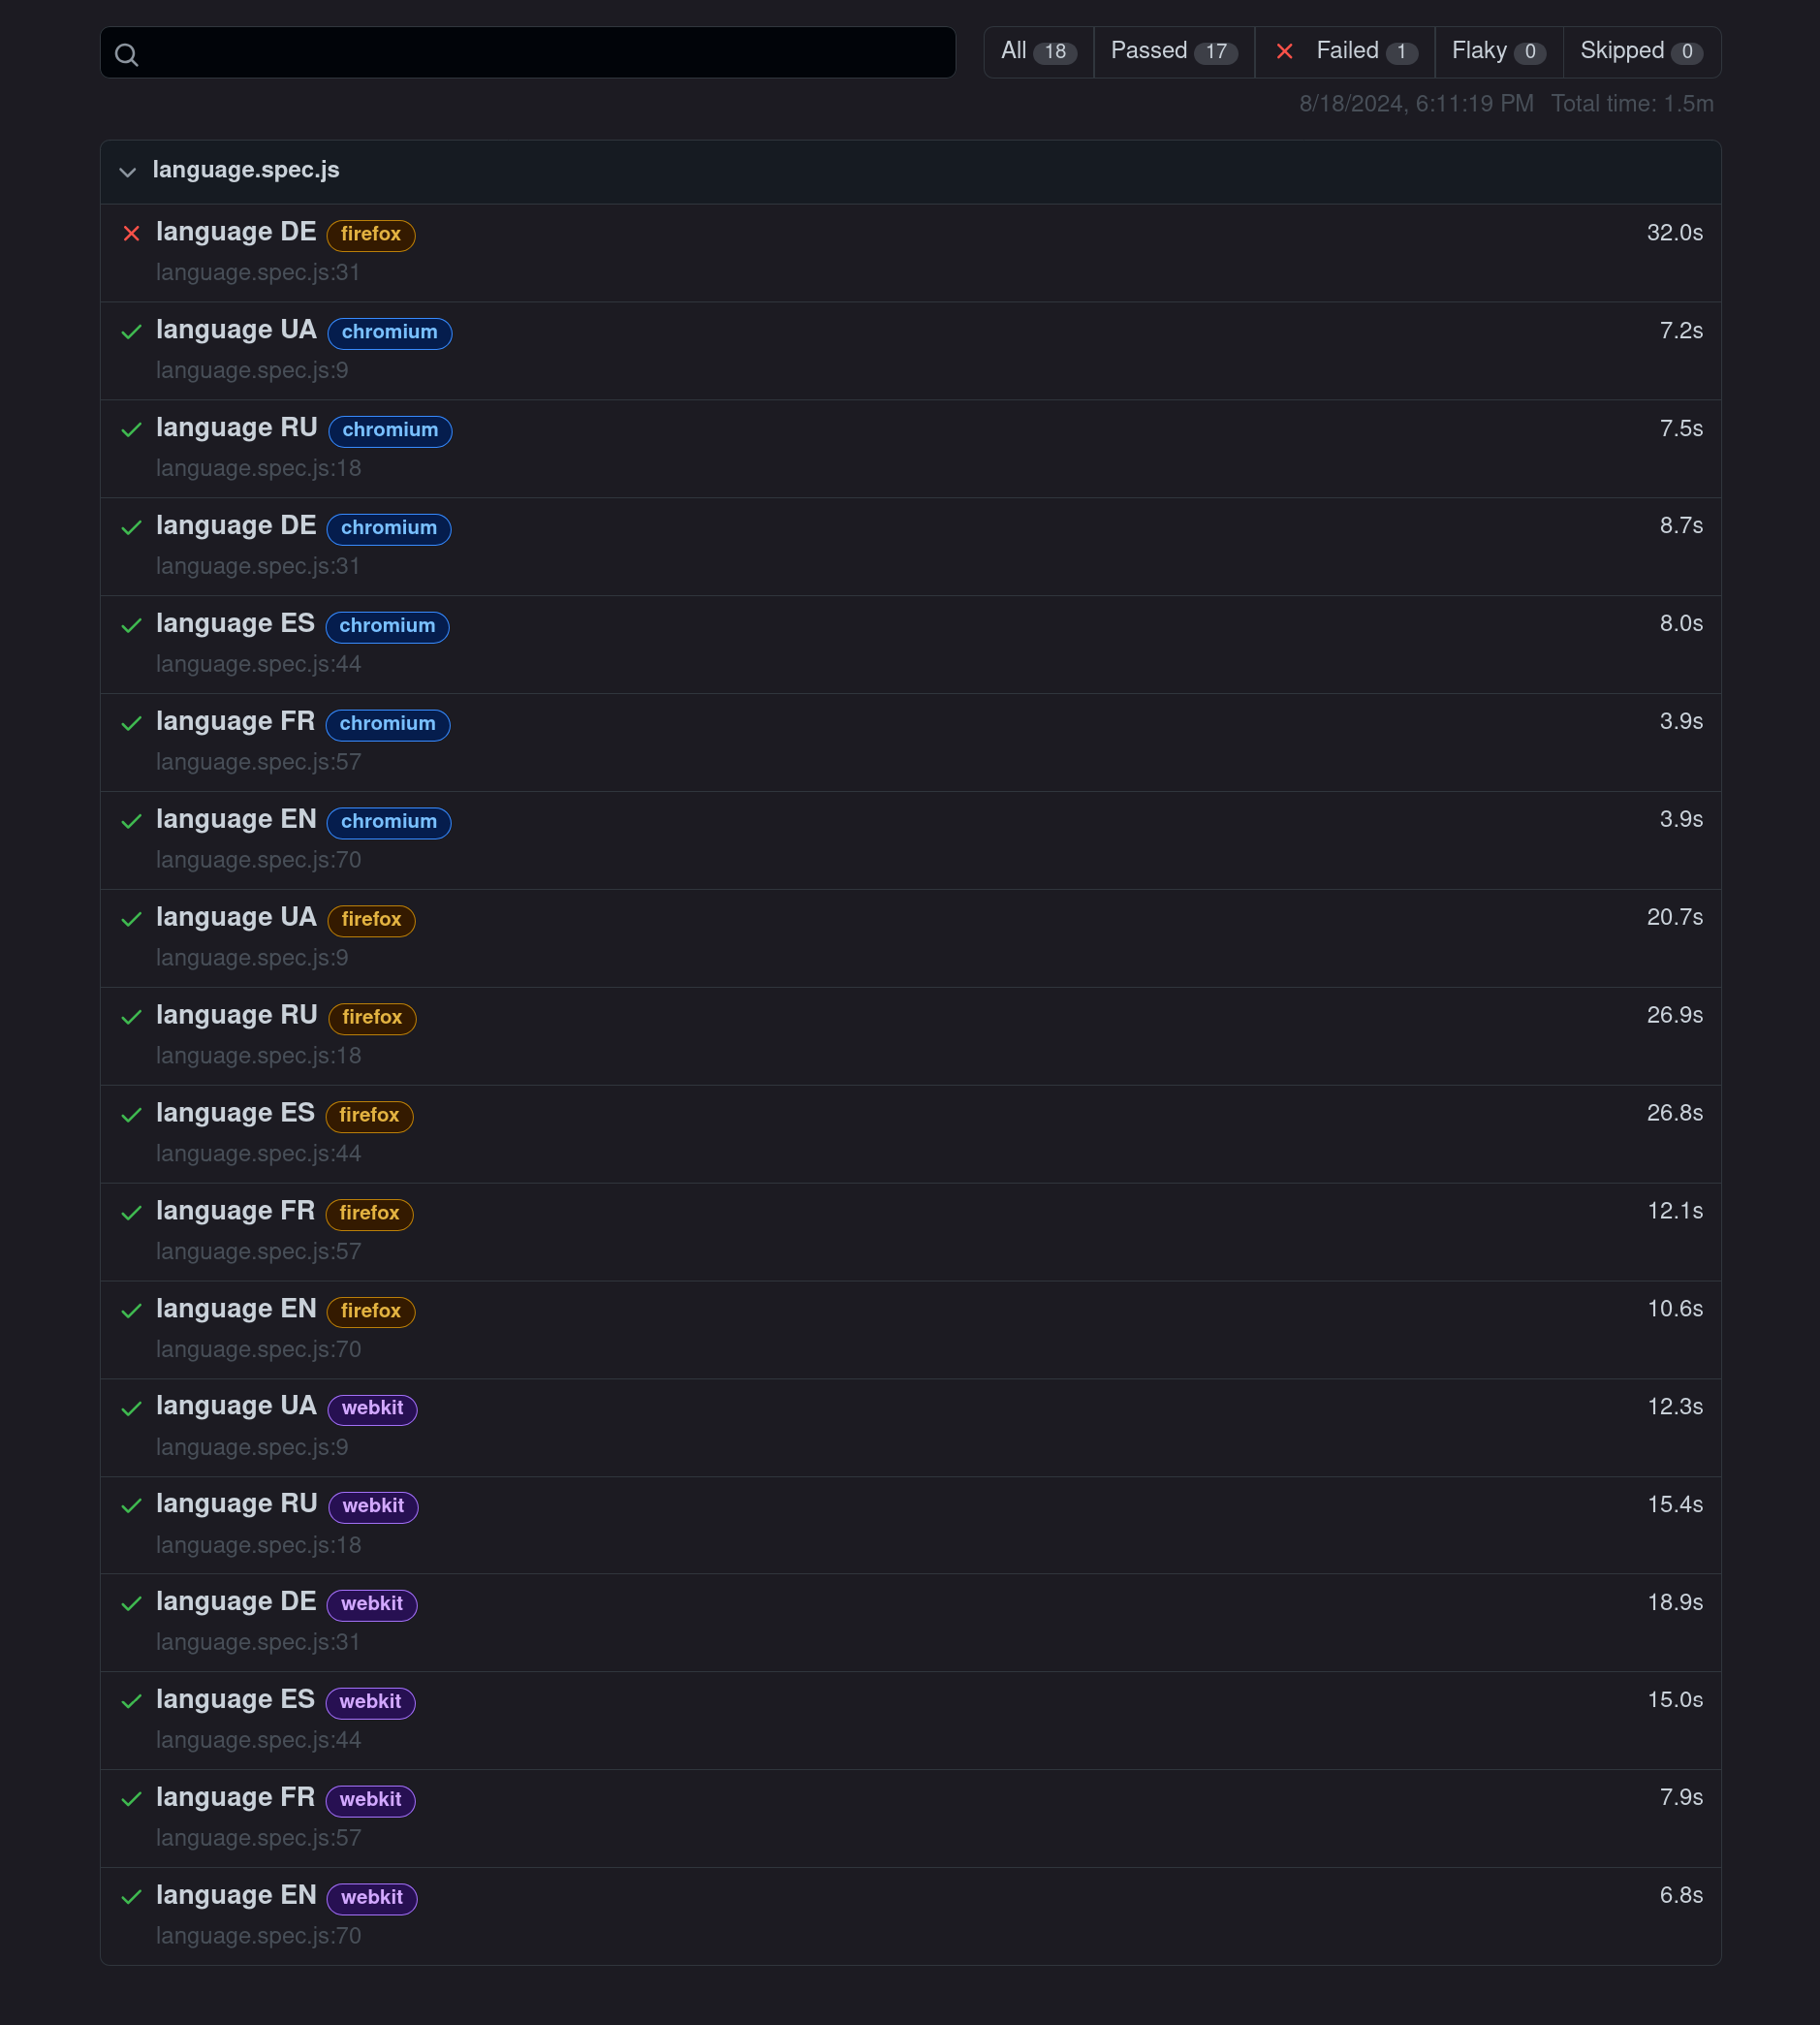 All 18 Passed 17 Failed 1 Flaky 0 Skipped 0
8/18/2024, 6:11:19 PM Total time: 1.5m
language.spec.js
language DE firefox 32.0s
language.spec.js:31
language UA chromium 7.2s
language.spec.js:9
language RU chromium 7.5s
language.spec.js:18
language DE chromium 8.7s
language.spec.js:31
language ES chromium 8.0s
language.spec.js:44
language FR chromium 3.9s
language.spec.js:57
language EN chromium 3.9s
language.spec.js:70
language UA firefox 20.7s
language.spec.js:9
language RU firefox 26.9s
language.spec.js:18
language ES firefox 26.8s
language.spec.js:44
language FR firefox 12.1s
language.spec.js:57
language EN firefox 10.6s
language.spec.js:70
language UA webkit 12.3s
language.spec.js:9
language RU webkit 15.4s
language.spec.js:18
language DE webkit 18.9s
language.spec.js:31
language ES webkit 15.0s
language.spec.js:44
language FR webkit 7.9s
language.spec.js:57
language EN webkit 6.8s
language.spec.js:70